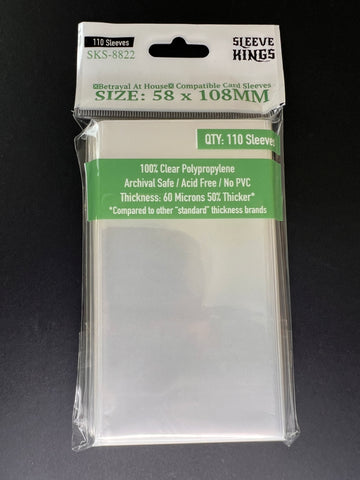 110 Sleeves
SKS-8822
SLEEVE
KINGS
Betrayal At House Compatible Card Sleeves
SIZE: 58 x 108MM
QTY: 110 Sleeves
100% Clear Polypropylene
Archival Safe / Acid Free / No PVC
Thickness: 60 Microns 50% Thicker*
*Compared to other "standard" thickness brands